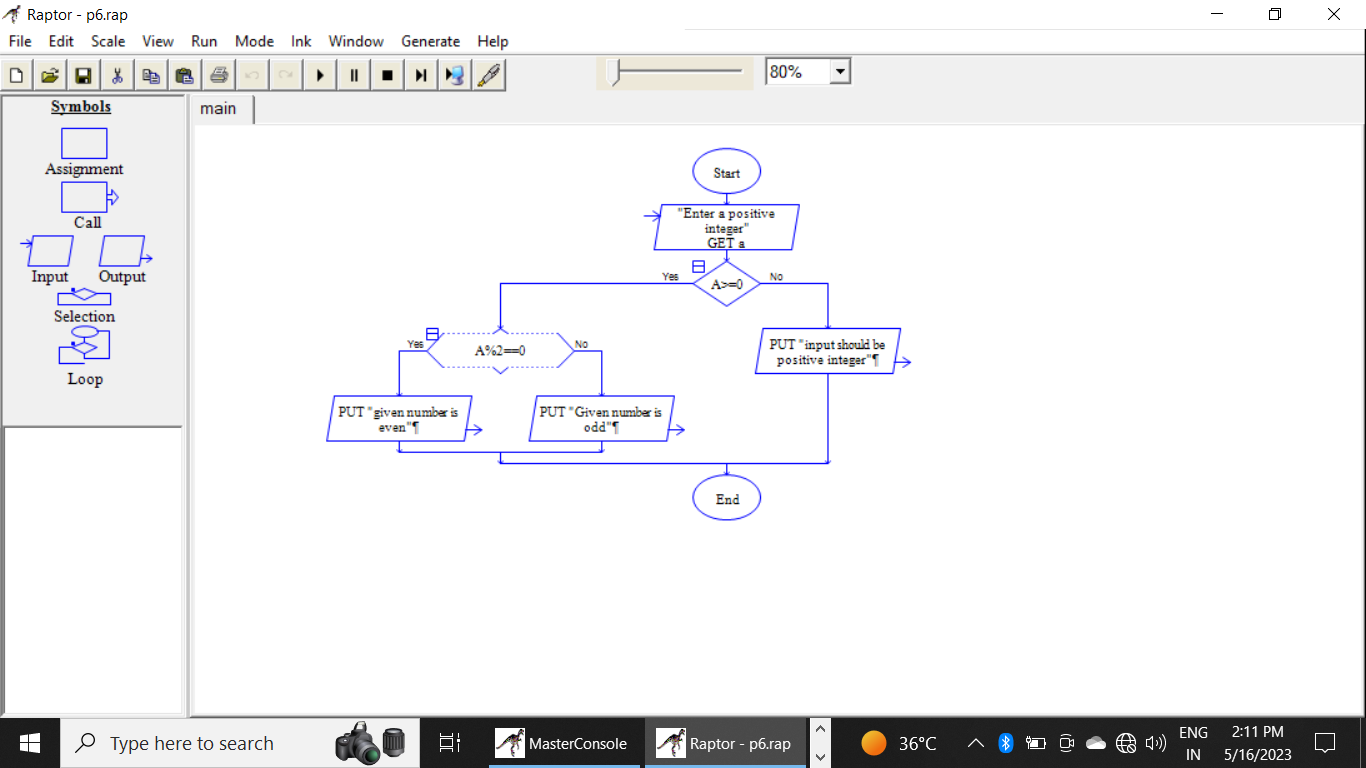 Raptor - p6.rap
File Edit Scale View Run Mode Ink Window Generate Help
80%
Symbols
Assignment
Call
Input Output
Selection
Loop
main
Start
"Enter a positive
integer"
GET a
Yes No
A>=0
Yes No
A%2==0
PUT "input should be
positive integer"¶
PUT "given number is
even"¶
PUT "Given number is
odd"¶
End
Type here to search
MasterConsole
Raptor - p6.rap
36°C
ENG
IN
2:11 PM
5/16/2023